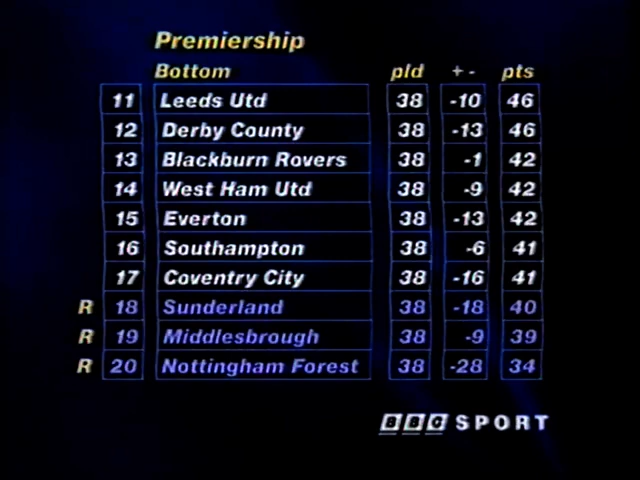 Premiership
Bottom pld + - pts
11 Leeds Utd 38 -10 46
12 Derby County 38 -13 46
13 Blackburn Rovers 38 -1 42
14 West Ham Utd 38 -9 42
15 Everton 38 -13 42
16 Southampton 38 -6 41
17 Coventry City 38 -16 41
R 18 Sunderland 38 -18 40
R 19 Middlesbrough 38 -9 39
R 20 Nottingham Forest 38 -28 34
BBC SPORT